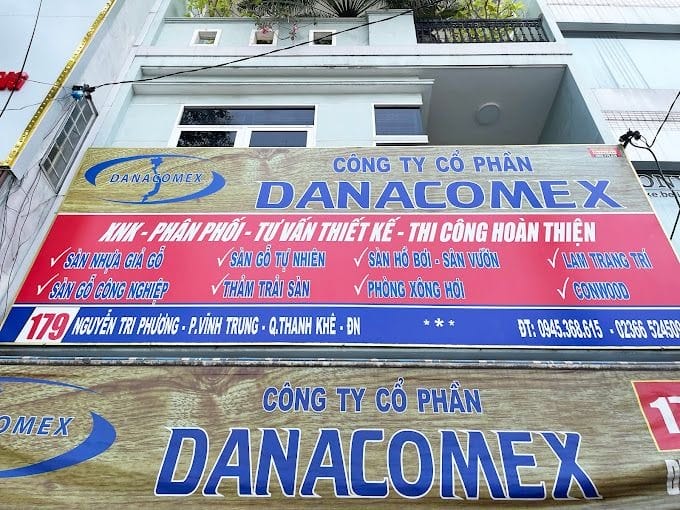 DANACOMEX
CÔNG TY CỔ PHẦN
DANACOMEX
XNK - PHÂN PHỐI - TƯ VẤN THIẾT KẾ - THI CÔNG HOÀN THIỆN
✓SÀN NHỰA GIẢ GỖ ✓SÀN GỖ TỰ NHIÊN ✓SÀN HỒ BƠI - SÂN VƯỜN ✓LAM TRANG TRÍ
✓SÀN GỖ CÔNG NGHIỆP ✓THẢM TRẢI SÀN ✓PHÒNG XÔNG HƠI ✓CONWOOD
179 NGUYỄN TRI PHƯƠNG - P.VĨNH TRUNG - Q.THANH KHÊ - ĐN *** ĐT: 0945.368.615 - 02366 524509
COMEX
CÔNG TY CỔ PHẦN
DANACOMEX